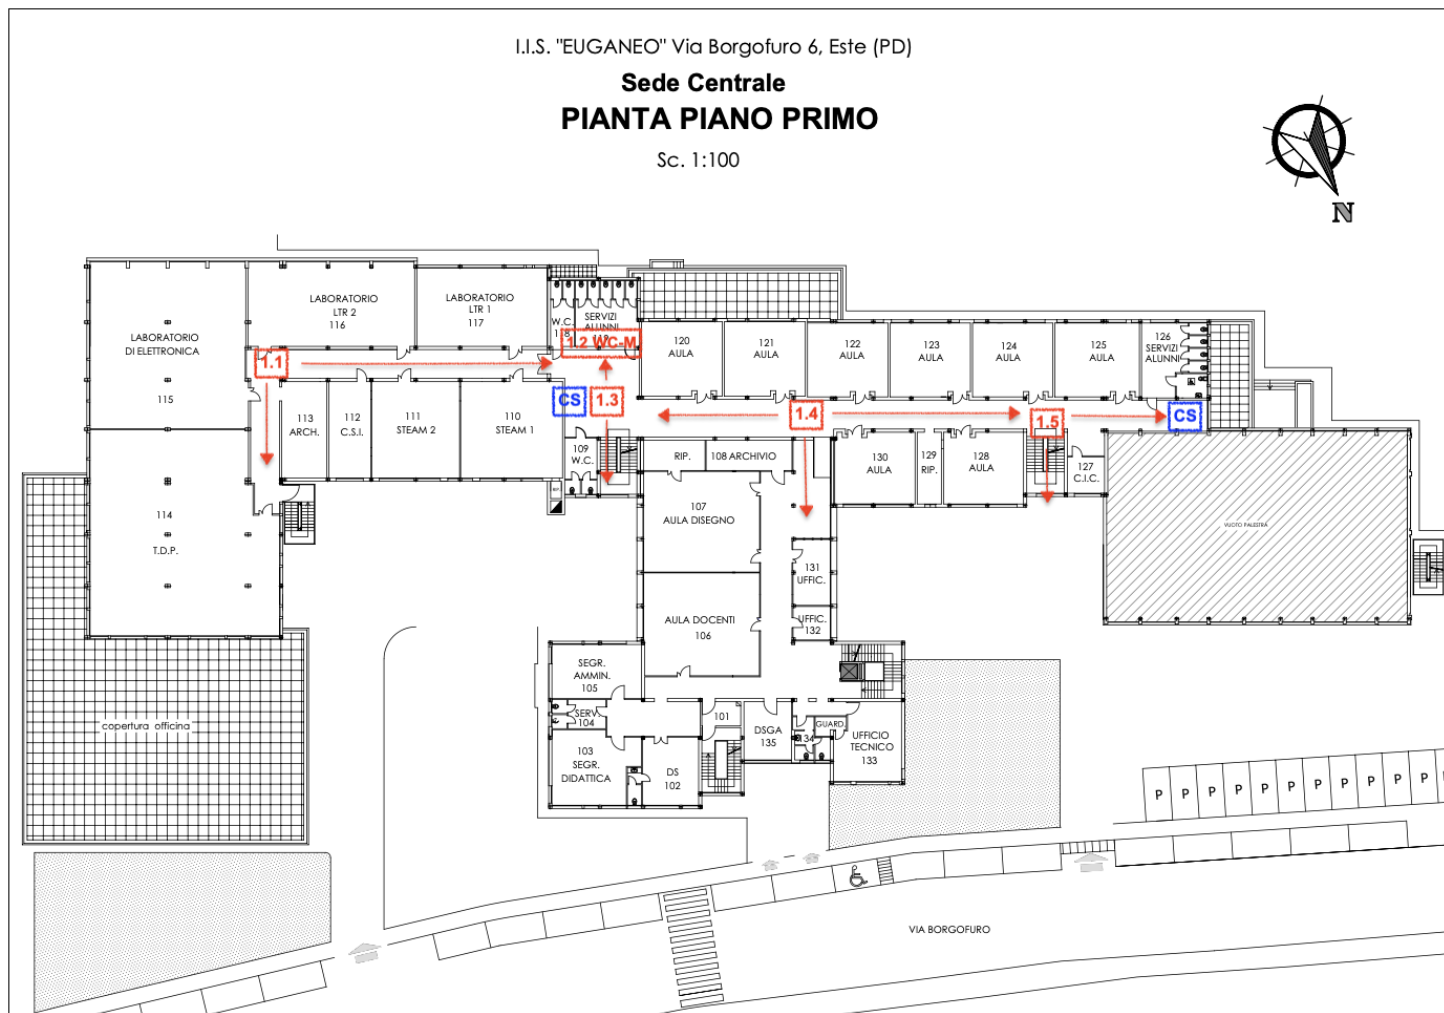 I.I.S. "EUGANEO" Via Borgofuro 6, Este (PD)
Sede Centrale
PIANTA PIANO PRIMO
Sc. 1:100
N
LABORATORIO
DI ELETTRONICA
115
LABORATORIO
LTR 2
116
LABORATORIO
LTR 1
117
W.C.
118
SERVIZI
ALUNNI
119
1.2 WC-M
120
AULA
121
AULA
122
AULA
123
AULA
124
AULA
125
AULA
126
SERVIZI
ALUNNI
1.1
CS
1.3
1.4
1.5
CS
113
ARCH.
112
C.S.I.
111
STEAM 2
110
STEAM 1
109
W.C.
RIP.
RIP.
108 ARCHIVIO
130
AULA
129
RIP.
128
AULA
127
C.I.C.
VUOTO PALESTRA
114
T.D.P.
107
AULA DISEGNO
131
UFFIC.
UFFIC.
132
AULA DOCENTI
106
SEGR.
AMMIN.
105
SERV.
104
103
SEGR.
DIDATTICA
DS
102
101
DSGA
135
134
GUARD.
UFFICIO
TECNICO
133
copertura officina
P P P P P P P P P P P
VIA BORGOFURO